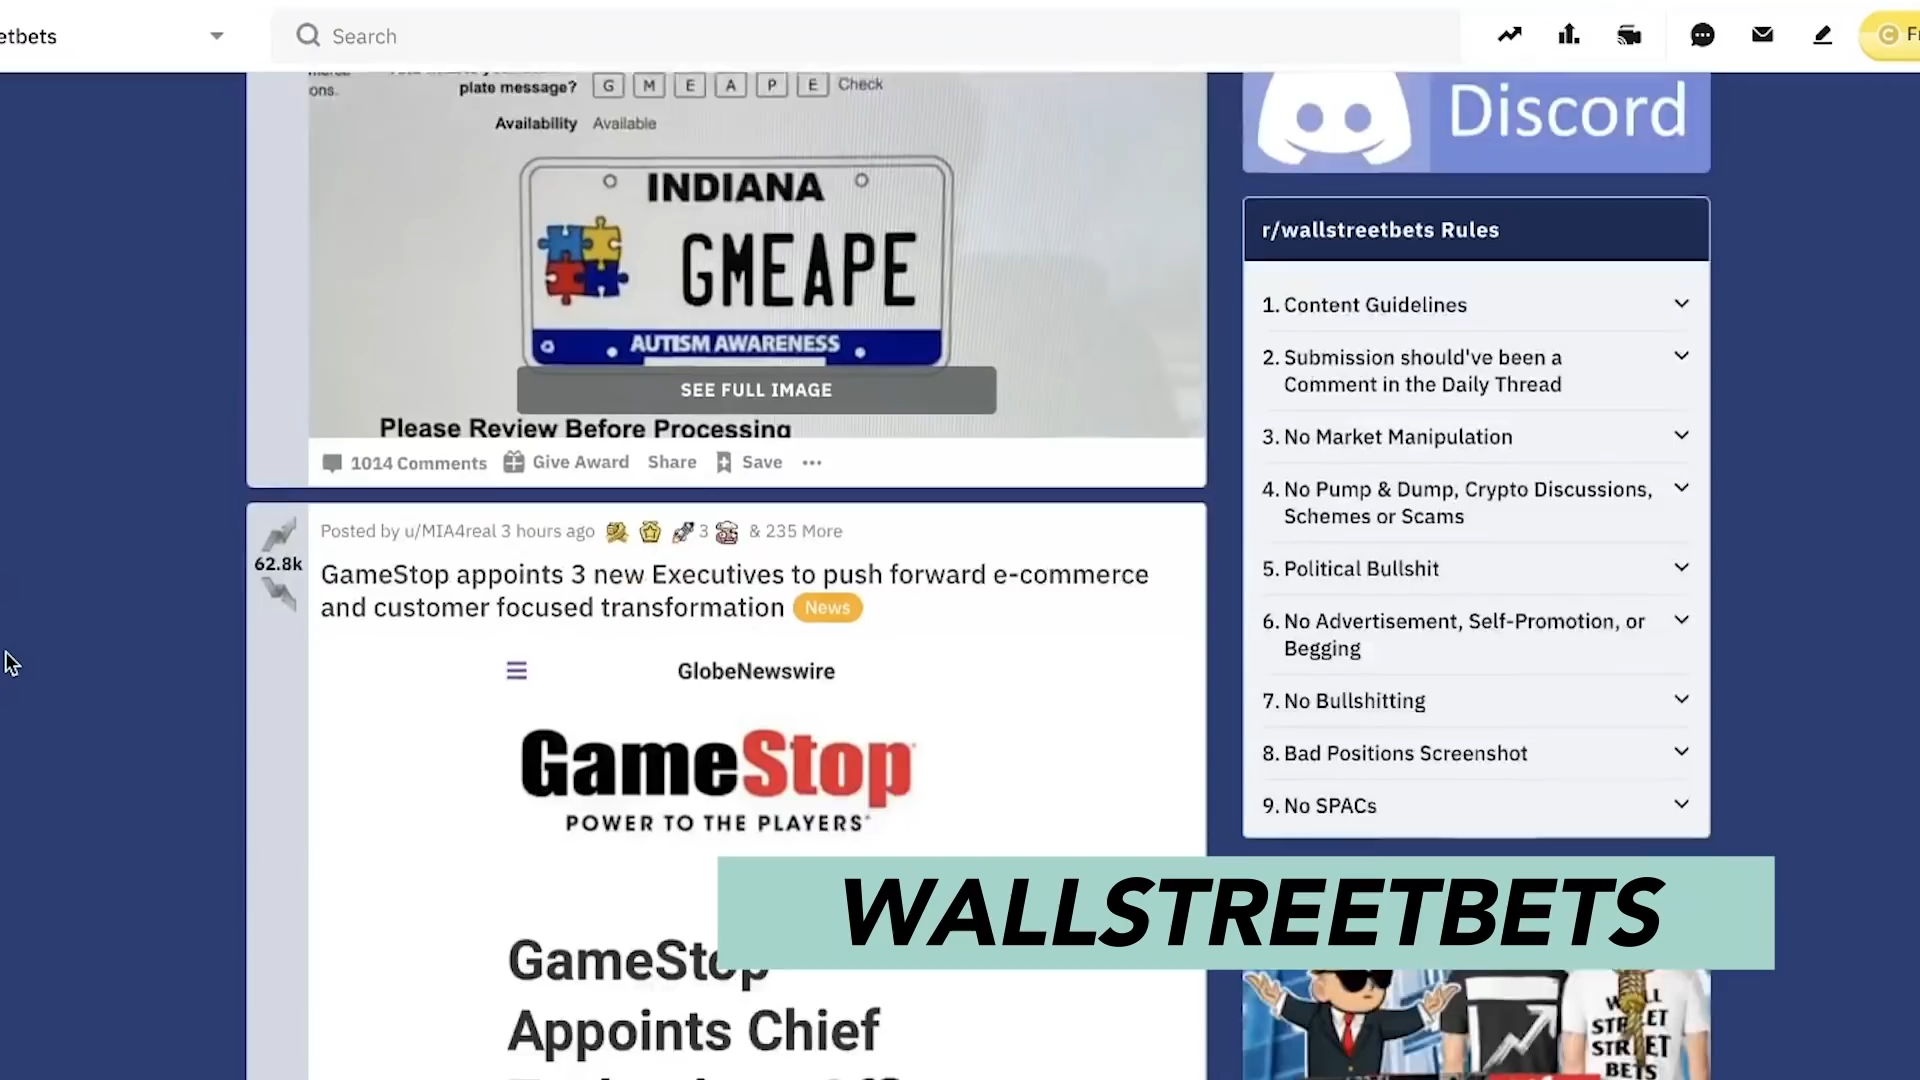 etbets
Search
ons.
plate message? G M E A P E Check
Availability Available
INDIANA
GMEAPE
AUTISM AWARENESS
SEE FULL IMAGE
Please Review Before Processing
1014 Comments Give Award Share Save
Posted by u/MIA4real 3 hours ago 3 & 235 More
62.8k
GameStop appoints 3 new Executives to push forward e-commerce
and customer focused transformation News
GlobeNewswire
GameStop
POWER TO THE PLAYERS
GameStop
Appoints Chief
Discord
r/wallstreetbets Rules
1. Content Guidelines
2. Submission should've been a
Comment in the Daily Thread
3. No Market Manipulation
4. No Pump & Dump, Crypto Discussions,
Schemes or Scams
5. Political Bullshit
6. No Advertisement, Self-Promotion, or
Begging
7. No Bullshitting
8. Bad Positions Screenshot
9. No SPACs
WALLSTREETBETS
STREET
BETS